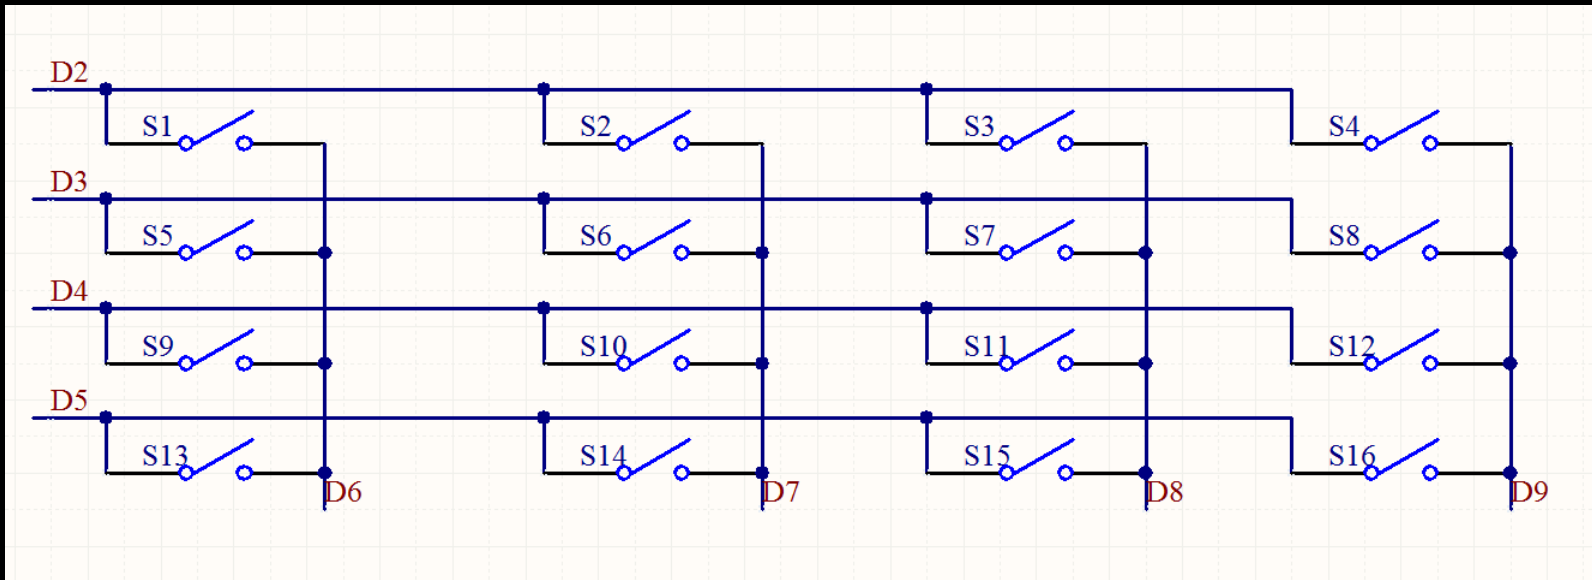 D2
S1 S2 S3 S4
D3
S5 S6 S7 S8
D4
S9 S10 S11 S12
D5
S13 S14 S15 S16
D6 D7 D8 D9